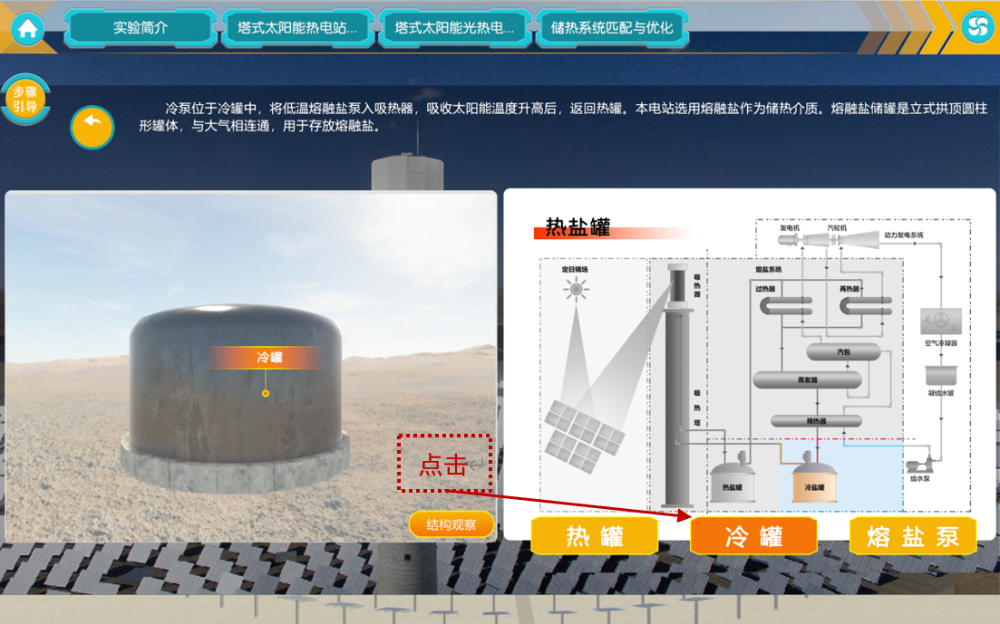 实验简介
塔式太阳能热电站...
塔式太阳能光热电...
储热系统匹配与优化
步骤
引导
冷泵位于冷罐中，将低温熔融盐泵入吸热器，吸收太阳能温度升高后，返回热罐。本电站选用熔融盐作为储热介质。熔融盐储罐是立式拱顶圆柱
形罐体，与大气相连通，用于存放熔融盐。
冷罐
点击
结构观察
热盐罐
发电机
汽轮机
动力发电系统
定日镜场
吸热器
熔盐系统
过热器
再热器
空气冷凝器
汽包
凝结水罐
蒸发器
吸热塔
预热器
热盐罐
冷盐罐
给水泵
热罐
冷罐
熔盐泵